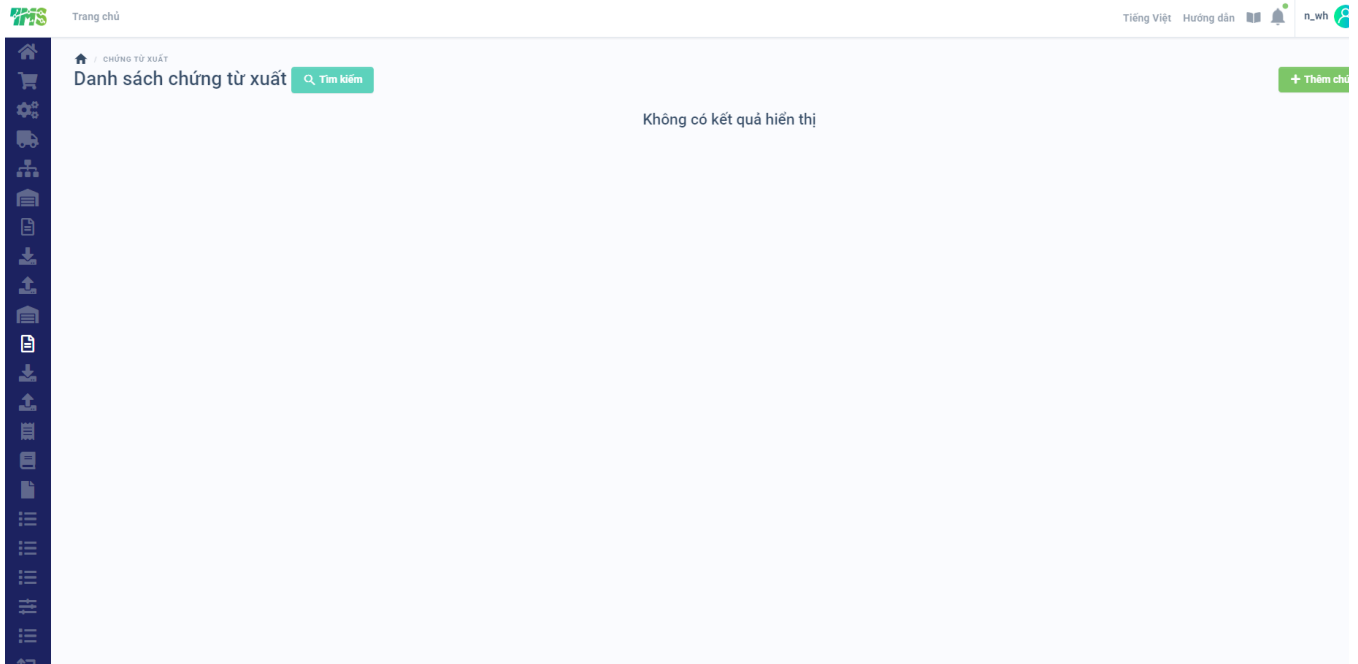 TMS Trang chủ Tiếng Việt Hướng dẫn n_wh
/ CHỨNG TỪ XUẤT
Danh sách chứng từ xuất Tìm kiếm + Thêm
Không có kết quả hiển thị